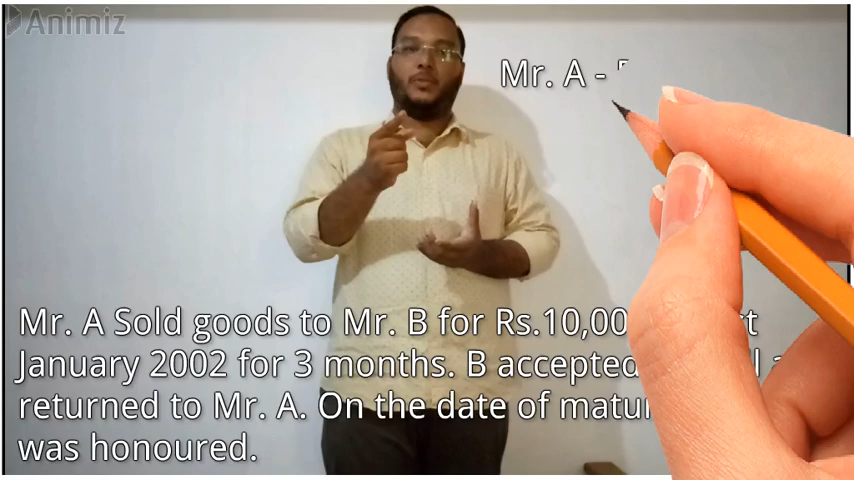 Animiz
Mr. A -
Mr. A Sold goods to Mr. B for Rs.10,00
January 2002 for 3 months. B accepted
returned to Mr. A. On the date of
was honoured.